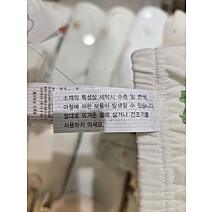 소재의 특성상 세탁시 수축 및 변색
마찰에 의한 보풀이 발생할 수 있습니다.
절대로 뜨거운 물에 삶거나 건조기를
사용하지 마세요.